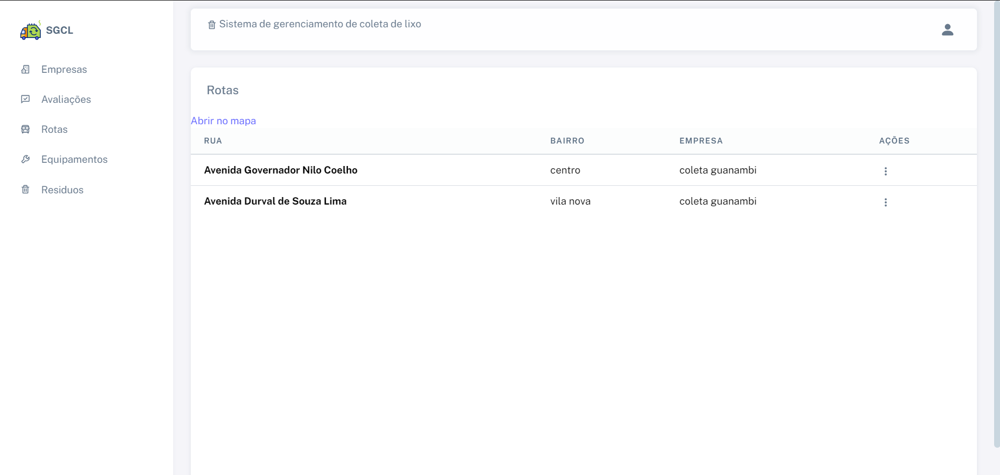 SGCL
Empresas
Avaliações
Rotas
Equipamentos
Residuos
Sistema de gerenciamento de coleta de lixo
Rotas
Abrir no mapa
RUA BAIRRO EMPRESA AÇÕES
Avenida Governador Nilo Coelho centro coleta guanambi
Avenida Durval de Souza Lima vila nova coleta guanambi